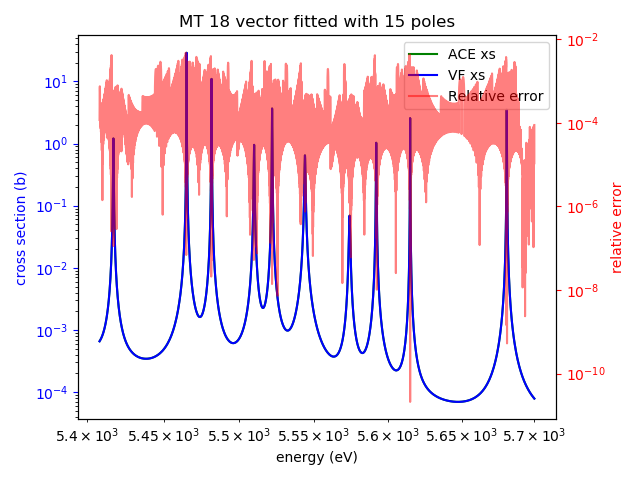 MT 18 vector fitted with 15 poles
ACE xs
VF xs
Relative error
cross section (b)
10¹
10⁰
10⁻¹
10⁻²
10⁻³
10⁻⁴
relative error
10⁻²
10⁻⁴
10⁻⁶
10⁻⁸
10⁻¹⁰
5.4 × 10³ 5.45 × 10³ 5.5 × 10³ 5.55 × 10³ 5.6 × 10³ 5.65 × 10³ 5.7 × 10³
energy (eV)